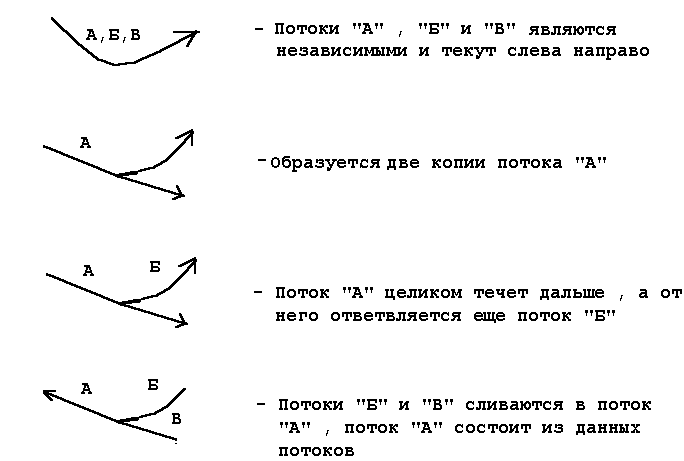 А,Б,В
- Потоки "А" , "Б" и "В" являются
независимыми и текут слева направо
А
-Образуется две копии потока "А"
А Б
- Поток "А" целиком течет дальше , а от
него ответвляется еще поток "Б"
А Б
В
- Потоки "Б" и "В" сливаются в поток
"А" , поток "А" состоит из данных
потоков